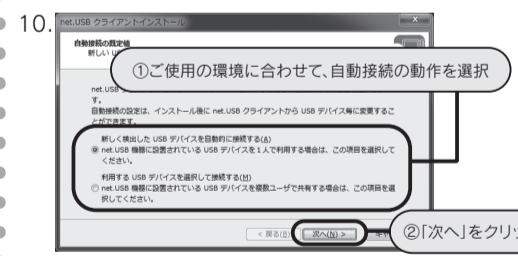 10.
net.USB クライアントインストール
自動接続の既定値
新しい
①ご使用の環境に合わせて、自動接続の動作を選択
net.USB
す。
自動接続の設定は、インストール後に net.USB クライアントから USB デバイス毎に変更するこ
とができます。
新しく検出した USB デバイスを自動的に接続する(A)
net.USB 機器に設置されている USB デバイスを1人で利用する場合は、この項目を選択して
ください。
利用する USB デバイスを選択して接続する(M)
net.USB 機器に設置されている USB デバイスを複数ユーザで共有する場合は、この項目を選
択してください。
< 戻る(B) 次へ(N) >
②「次へ」をクリッ